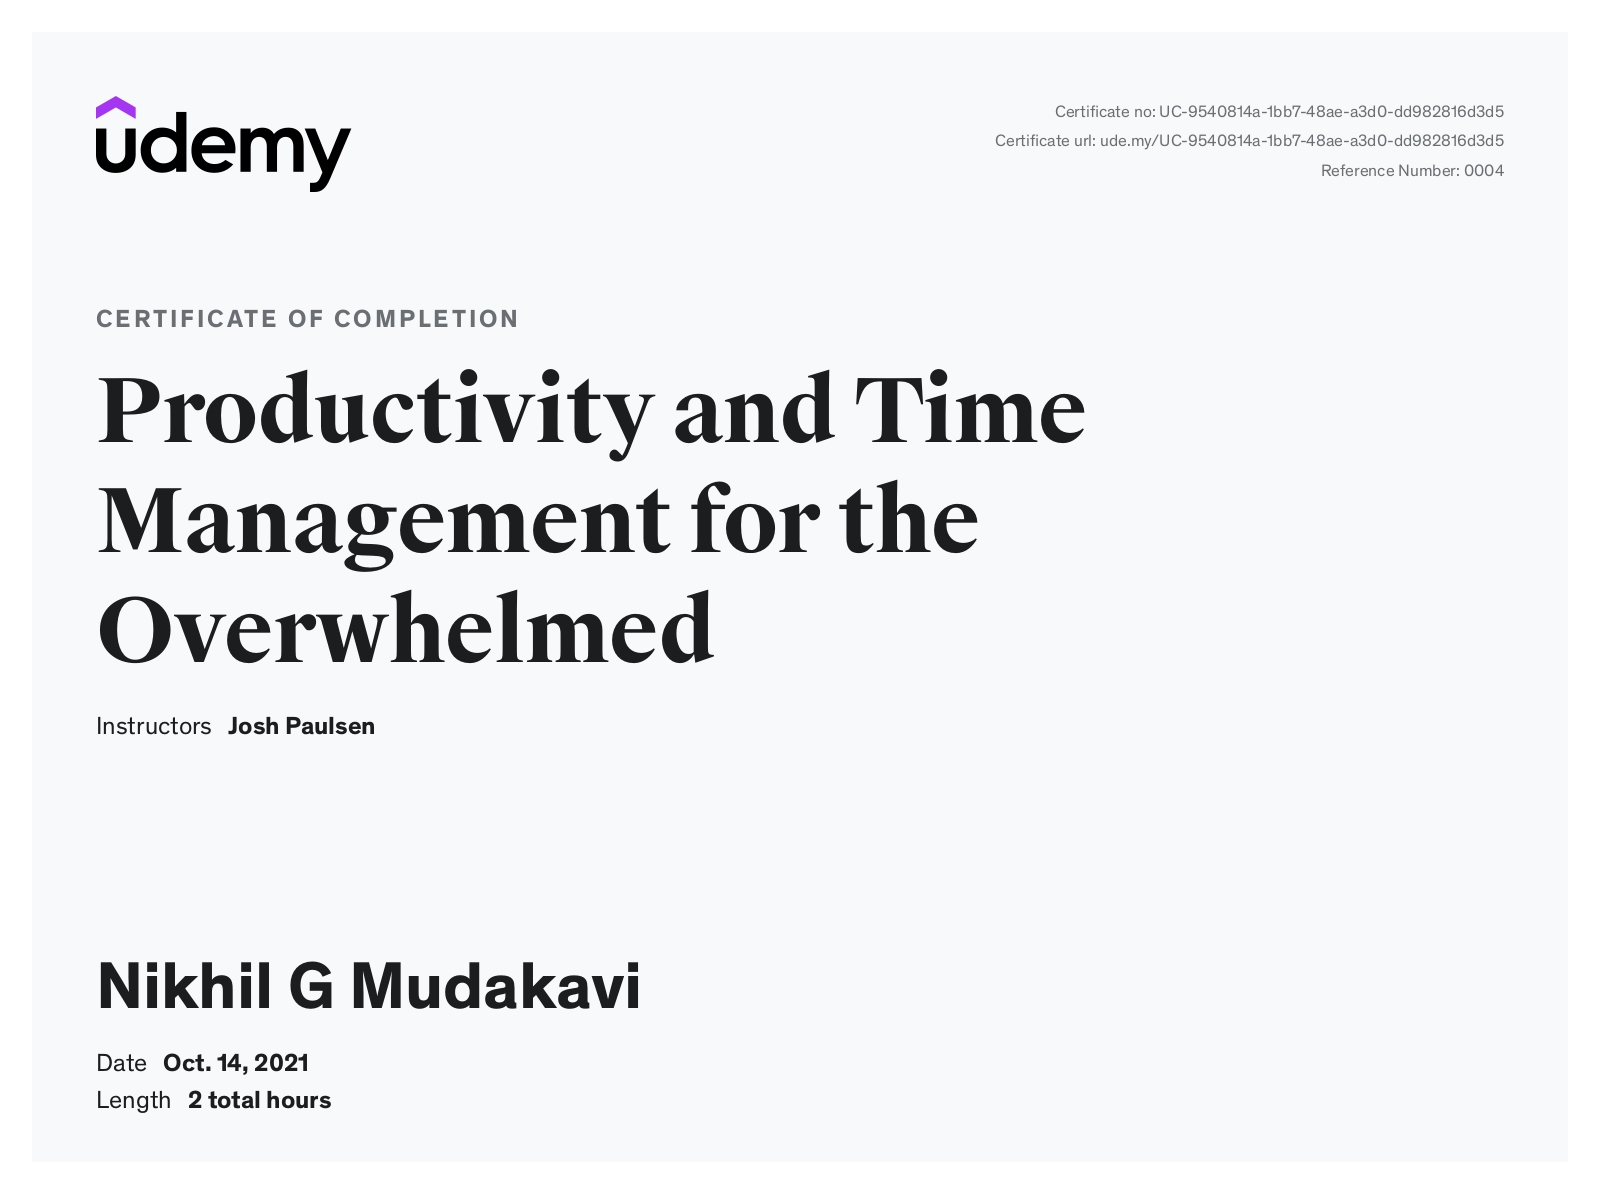 udemy
Certificate no: UC-9540814a-1bb7-48ae-a3d0-dd982816d3d5
Certificate url: ude.my/UC-9540814a-1bb7-48ae-a3d0-dd982816d3d5
Reference Number: 0004
CERTIFICATE OF COMPLETION
Productivity and Time
Management for the
Overwhelmed
Instructors Josh Paulsen
Nikhil G Mudakavi
Date Oct. 14, 2021
Length 2 total hours